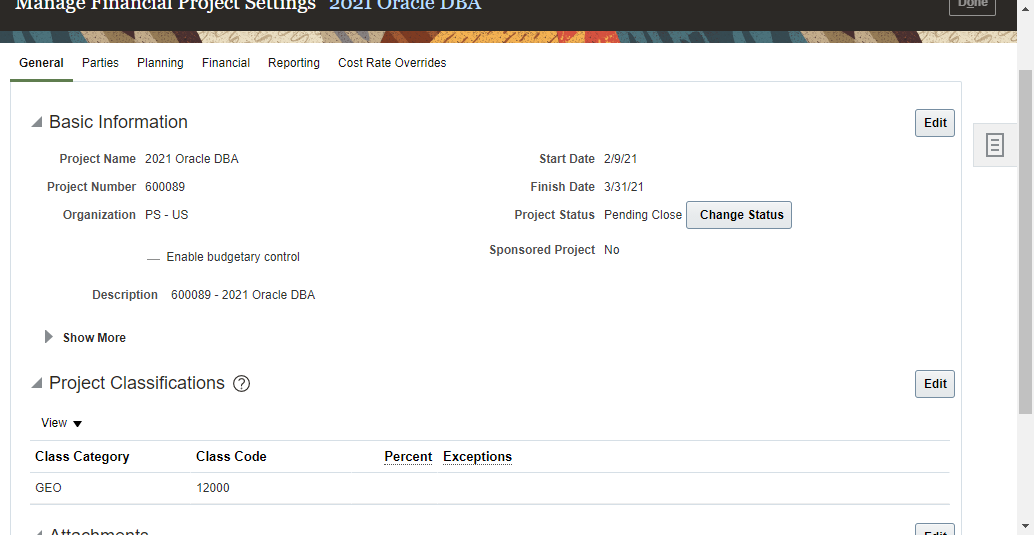 Manage Financial Project Settings 2021 Oracle DBA
Done
General Parties Planning Financial Reporting Cost Rate Overrides
Basic Information
Edit
Project Name 2021 Oracle DBA
Start Date 2/9/21
Project Number 600089
Finish Date 3/31/21
Organization PS - US
Project Status Pending Close Change Status
Sponsored Project No
Enable budgetary control
Description 600089 - 2021 Oracle DBA
Show More
Project Classifications ?
Edit
View
Class Category Class Code Percent Exceptions
GEO 12000
Attachments
Edit